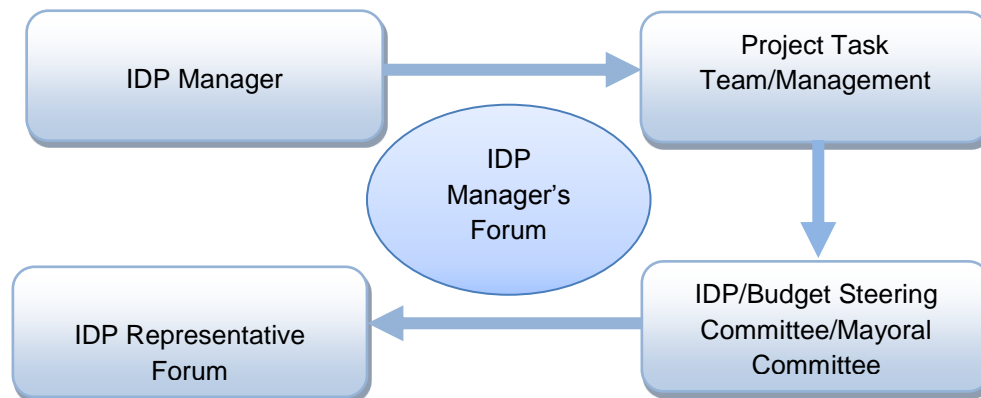 IDP Manager
Project Task
Team/Management
IDP
Manager’s
Forum
IDP Representative
Forum
IDP/Budget Steering
Committee/Mayoral
Committee